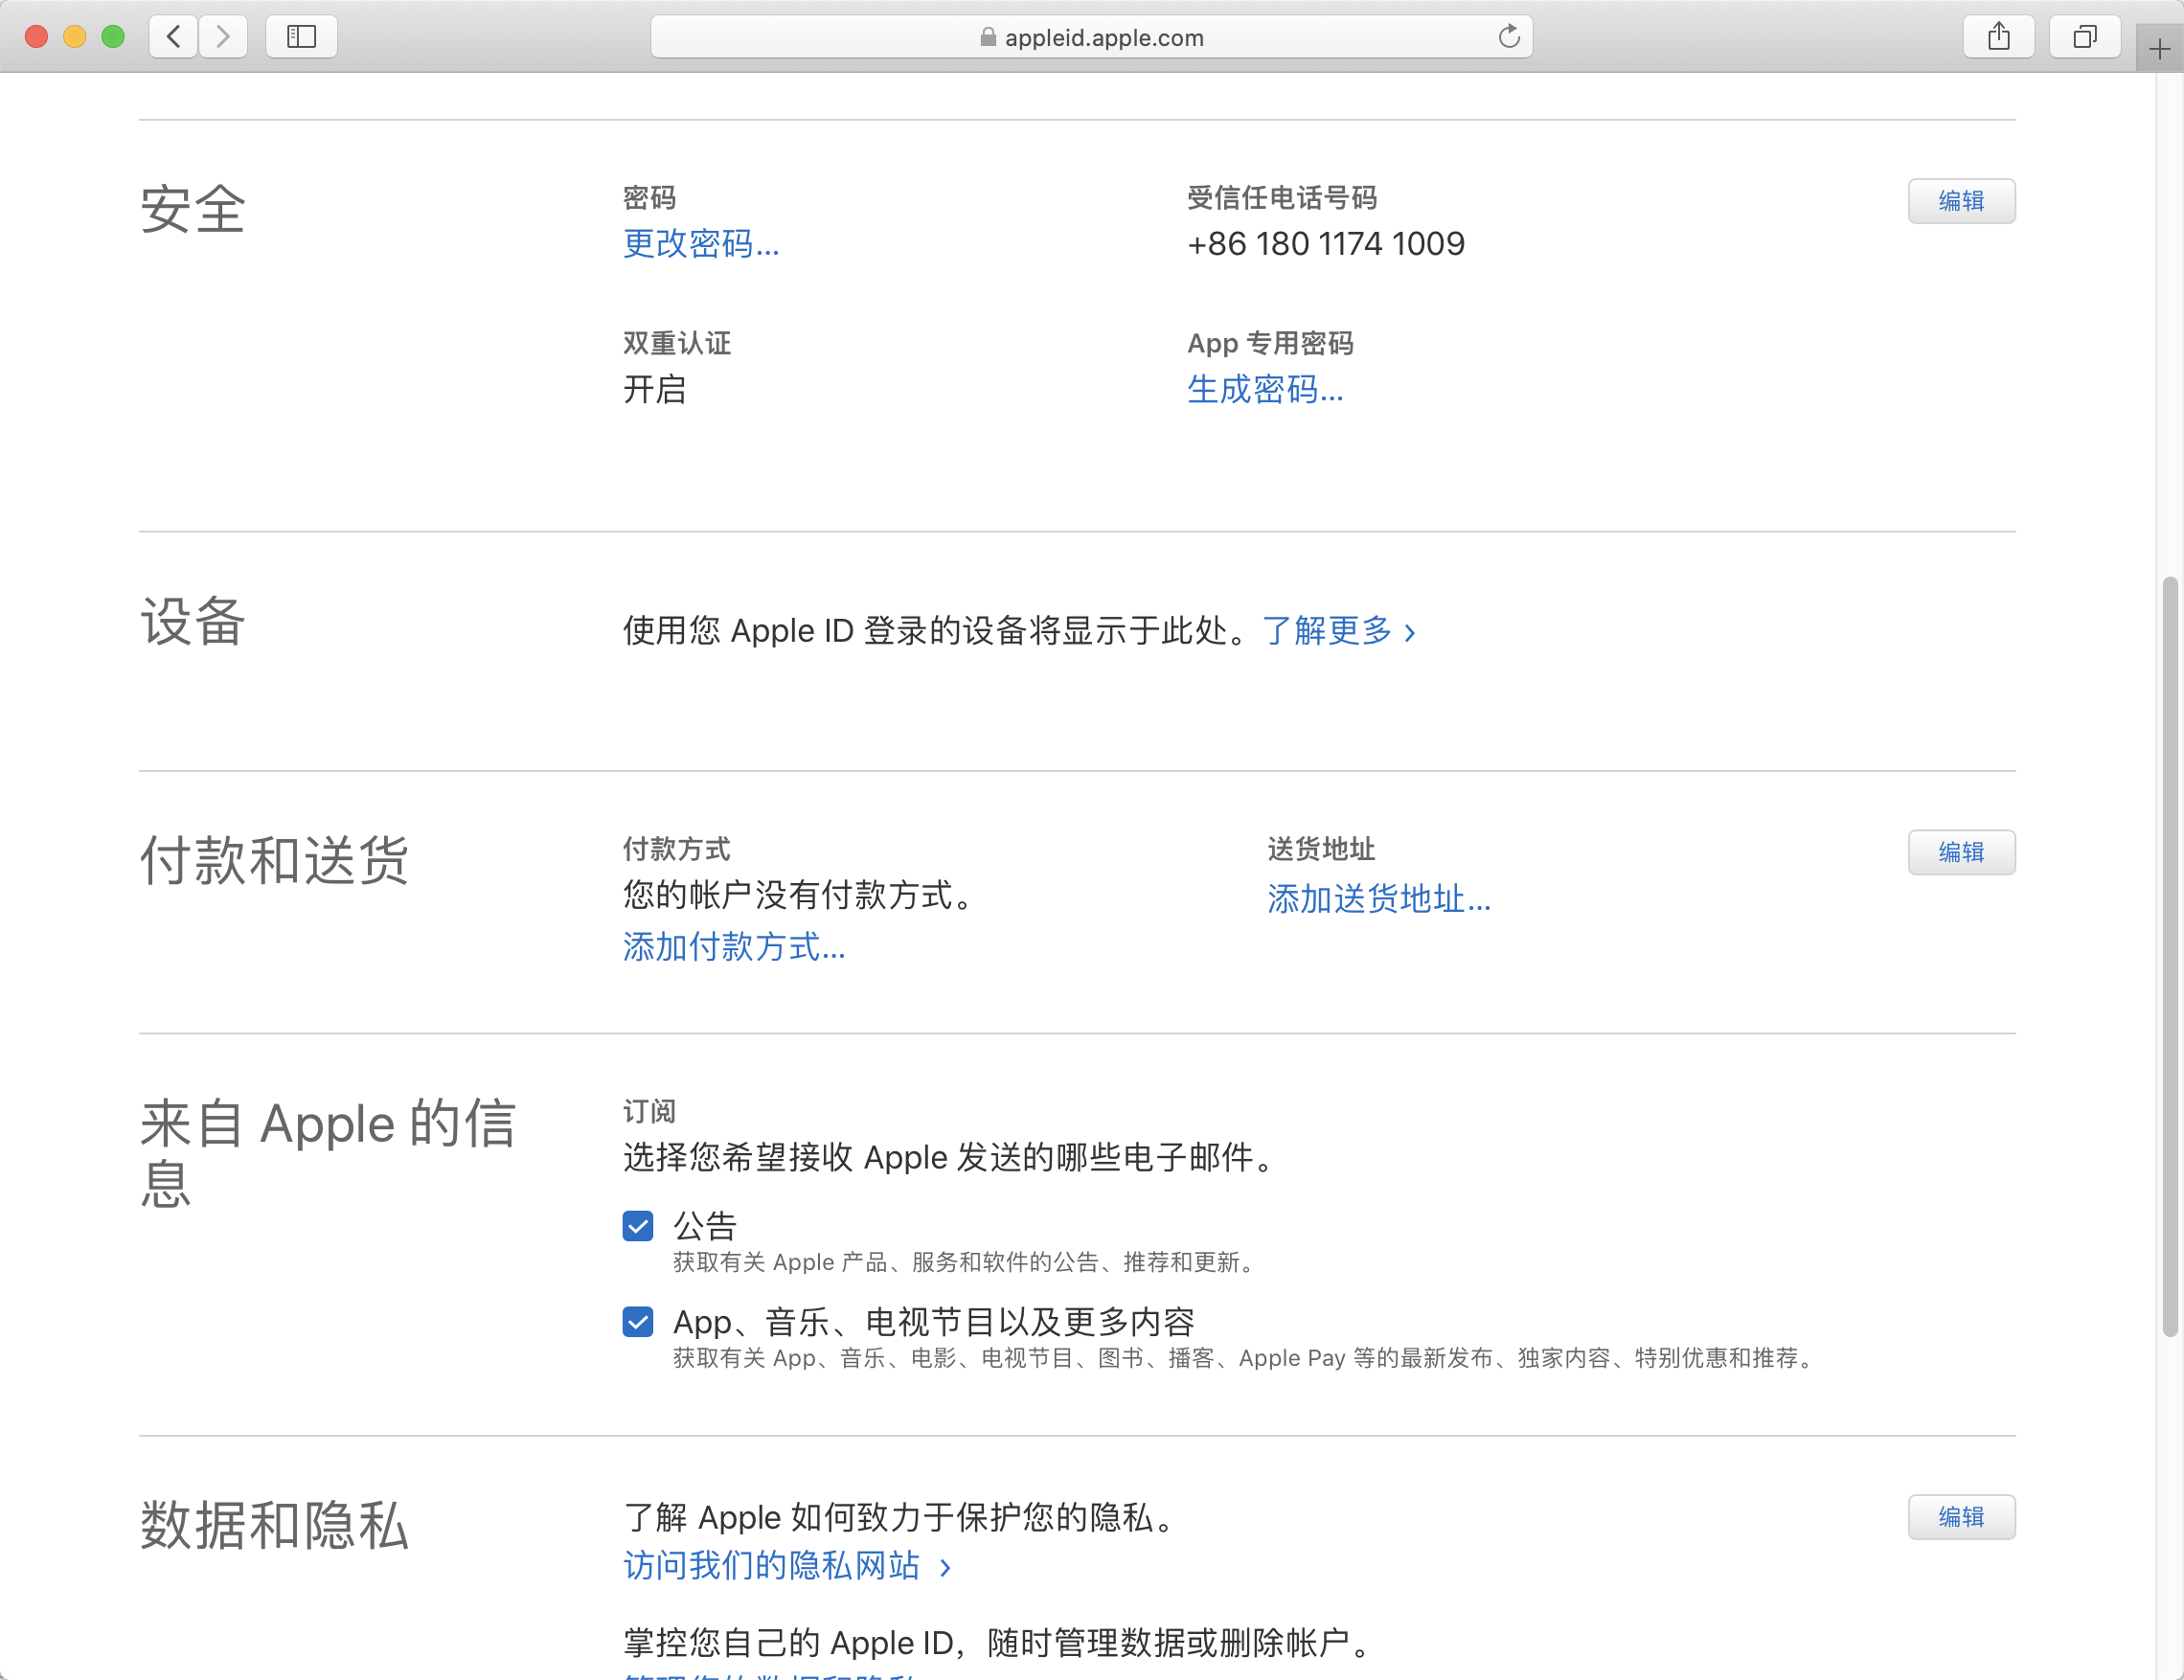 appleid.apple.com
安全
密码
更改密码...
受信任电话号码
+86 180 1174 1009
编辑
双重认证
开启
App 专用密码
生成密码...
设备
使用您 Apple ID 登录的设备将显示于此处。了解更多 ›
付款和送货
付款方式
您的帐户没有付款方式。
添加付款方式...
送货地址
添加送货地址...
编辑
来自 Apple 的信
息
订阅
选择您希望接收 Apple 发送的哪些电子邮件。
公告
获取有关 Apple 产品、服务和软件的公告、推荐和更新。
App、音乐、电视节目以及更多内容
获取有关 App、音乐、电影、电视节目、图书、播客、Apple Pay 等的最新发布、独家内容、特别优惠和推荐。
数据和隐私
了解 Apple 如何致力于保护您的隐私。
访问我们的隐私网站 ›
编辑
掌控您自己的 Apple ID，随时管理数据或删除帐户。